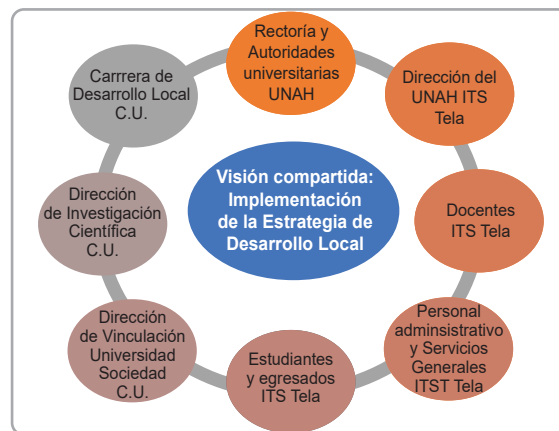 Rectoría y
Autoridades
universitarias
UNAH
Dirección del
UNAH ITS
Tela
Docentes
ITS Tela
Personal
adminsistrativo
y Servicios
Generales
ITST Tela
Estudiantes
y egresados
ITS Tela
Dirección
de Vinculación
Universidad
Sociedad
C.U.
Dirección
de Investigación
Científica
C.U.
Carrrera de
Desarrollo Local
C.U.
Visión compartida:
Implementación
de la Estrategia de
Desarrollo Local